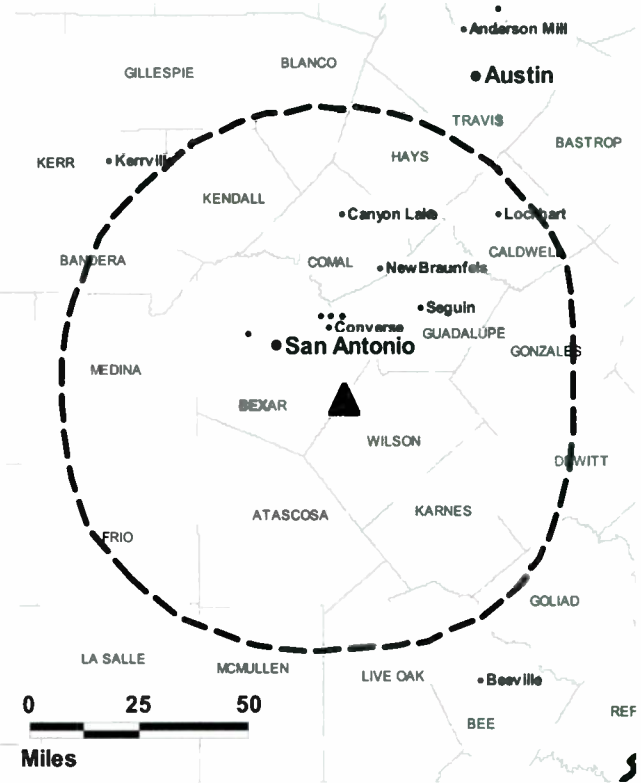 Anderson Mill
BLANCO
GILLESPIE
Austin
TRAVIS
BASTROP
HAYS
KERR
Kerrville
KENDALL
Canyon Lake
Lockhart
CALDWELL
BANDERA
COMAL
New Braunfels
Seguin
Converse
GUADALUPE
San Antonio
GONZALES
MEDINA
BEXAR
WILSON
DEWITT
ATASCOSA
KARNES
FRIO
GOLIAD
LA SALLE
MCMULLEN
LIVE OAK
Beeville
0 25 50
REF
BEE
Miles